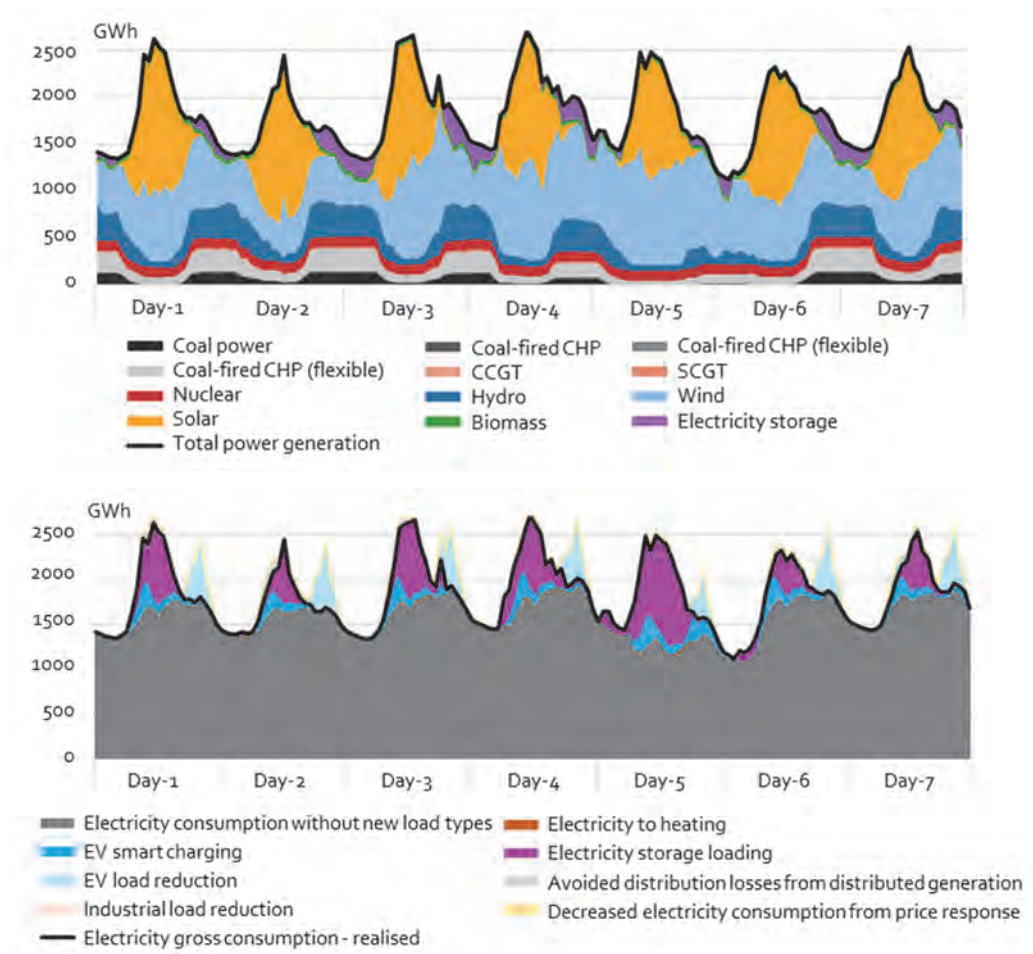 GWh
2500
2000
1500
1000
500
0
Day-1 Day-2 Day-3 Day-4 Day-5 Day-6 Day-7
Coal power Coal-fired CHP Coal-fired CHP (flexible)
Coal-fired CHP (flexible) CCGT SCGT
Nuclear Hydro Wind
Solar Biomass Electricity storage
Total power generation
GWh
2500
2000
1500
1000
500
0
Day-1 Day-2 Day-3 Day-4 Day-5 Day-6 Day-7
Electricity consumption without new load types Electricity to heating
EV smart charging Electricity storage loading
EV load reduction Avoided distribution losses from distributed generation
Industrial load reduction Decreased electricity consumption from price response
Electricity gross consumption - realised